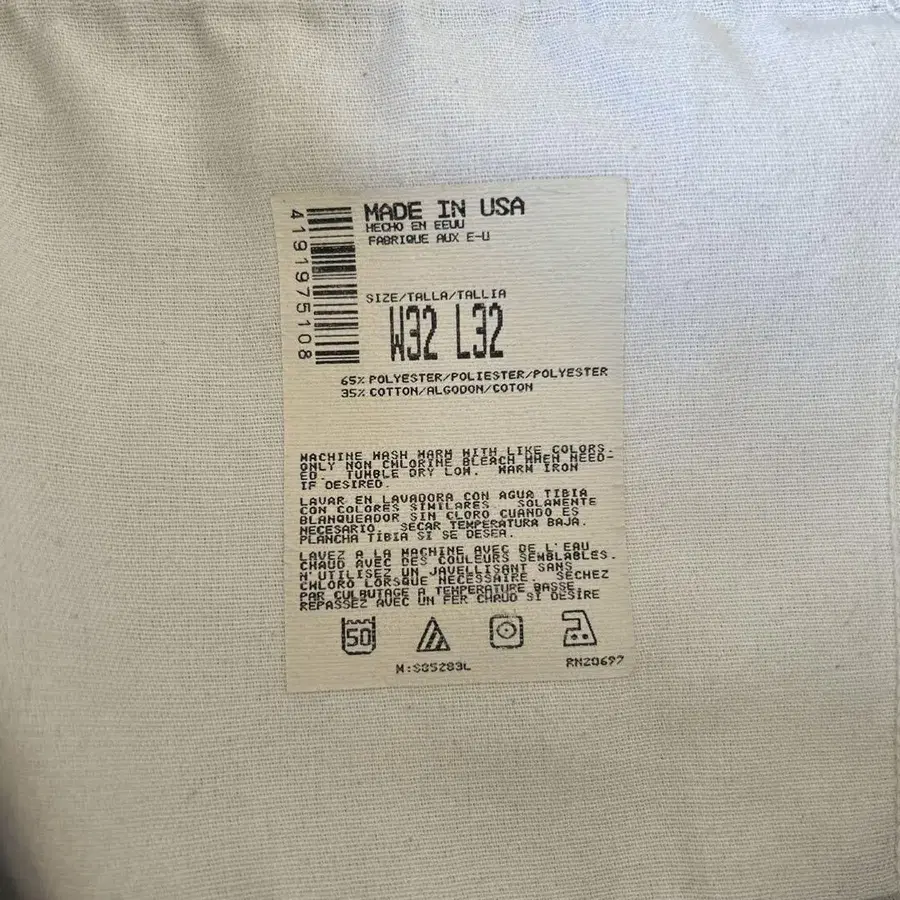 4191975108
MADE IN USA
HECHO EN EEUU
FABRIQUE AUX E-U
SIZE/TALLA/TALLIA
W32 L32
65% POLYESTER/POLIESTER/POLYESTER
35% COTTON/ALGODON/COTON
MACHINE WASH WARM WITH LIKE COLORS.
ONLY NON CHLORINE BLEACH WHEN NEED-
ED. TUMBLE DRY LOW. WARM IRON
IF DESIRED.
LAVAR EN LAVADORA CON AGUA TIBIA
CON COLORES SIMILARES. SOLAMENTE
BLANQUEADOR SIN CLORO CUANDO ES
NECESARIO. SECAR TEMPERATURA BAJA.
PLANCHA TIBIA SI SE DESEA.
LAVEZ A LA MACHINE AVEC DE L'EAU
CHAUD AVEC DES COULEURS SEMBLABLES.
N'UTILISEZ UN JAVELLISANT SANS
CHLORO LORSQUE NECESSAIRE. SECHEZ
PAR CULBUTAGE A TEMPERATURE BASSE
REPASSEZ AVEC UN FER CHAUD SI DESIRE
50
M:S85283L
RN20697